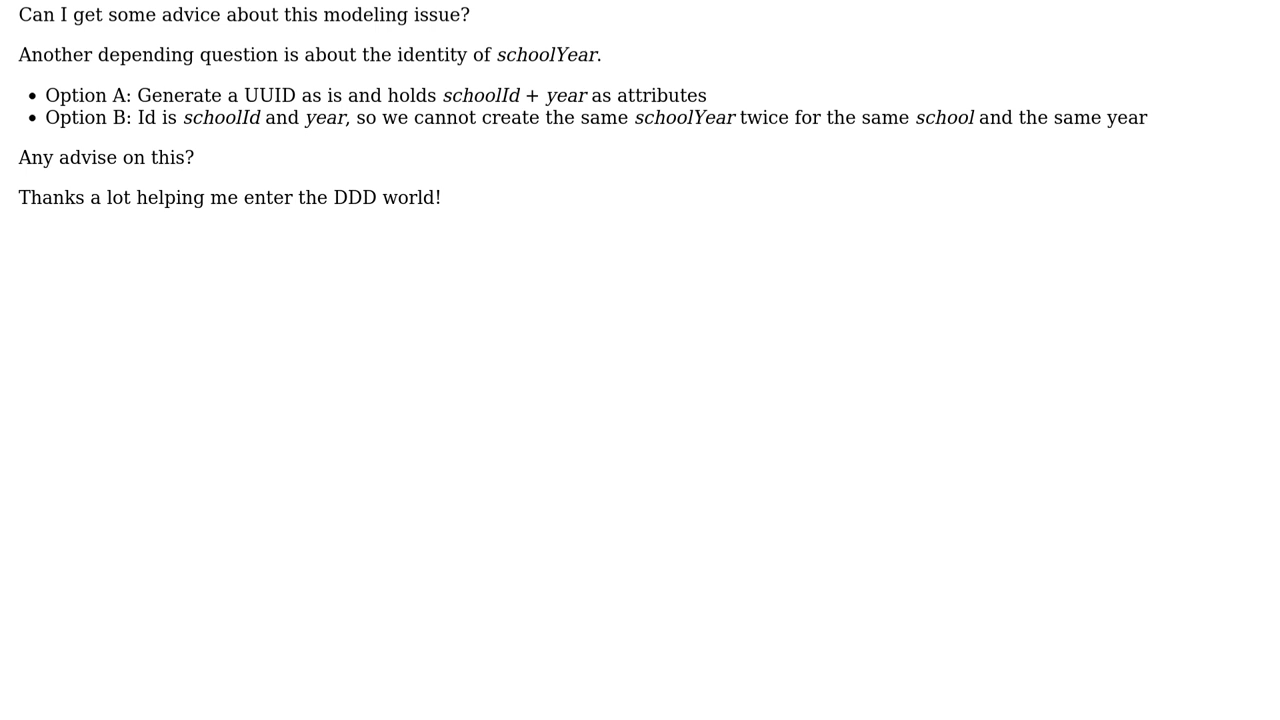 Can I get some advice about this modeling issue?
Another depending question is about the identity of schoolYear.
• Option A: Generate a UUID as is and holds schoolId + year as attributes
• Option B: Id is schoolId and year, so we cannot create the same schoolYear twice for the same school and the same year
Any advise on this?
Thanks a lot helping me enter the DDD world!